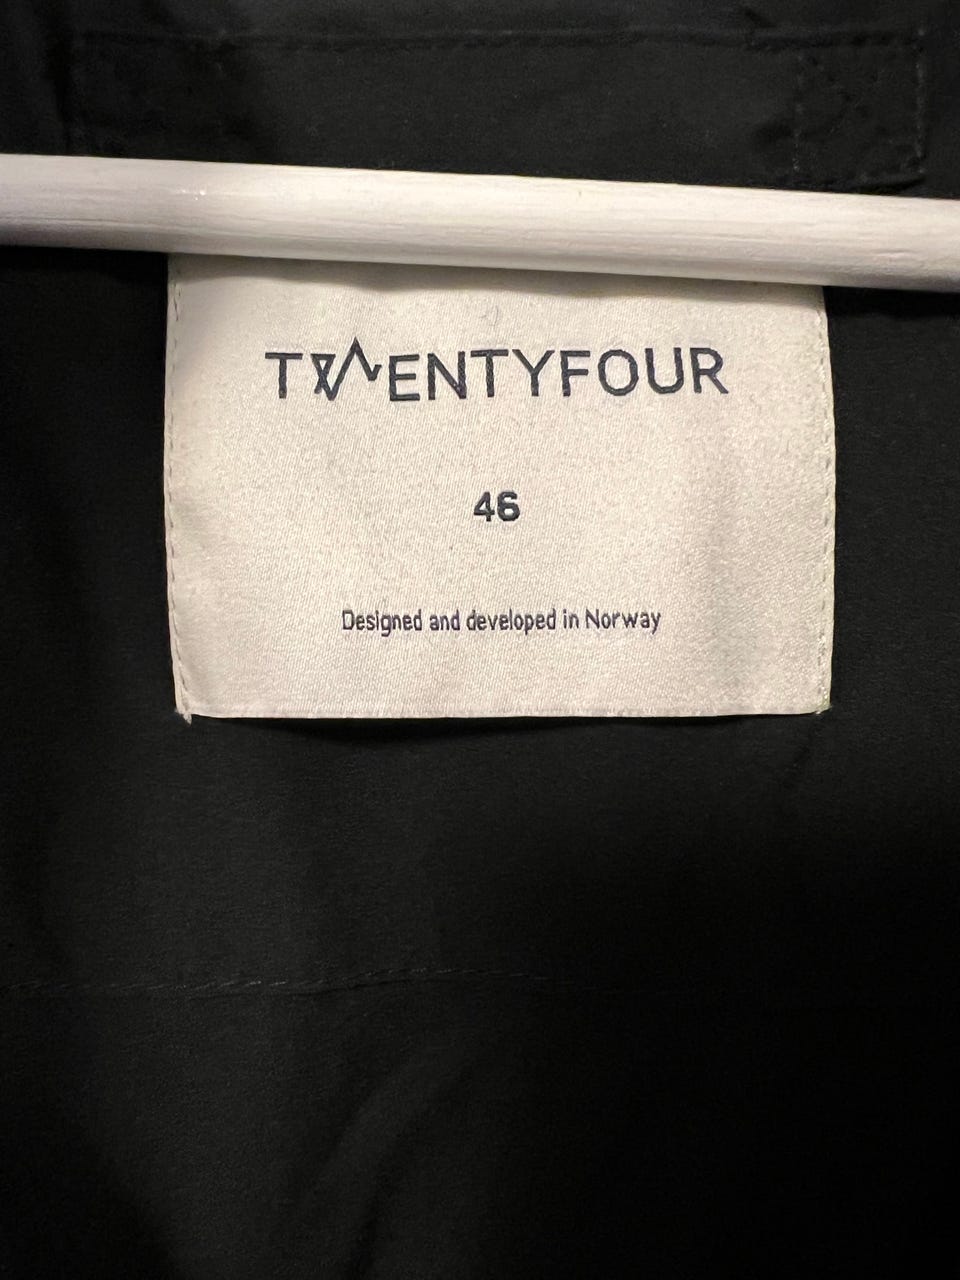 TWENTYFOUR
46
Designed and developed in Norway